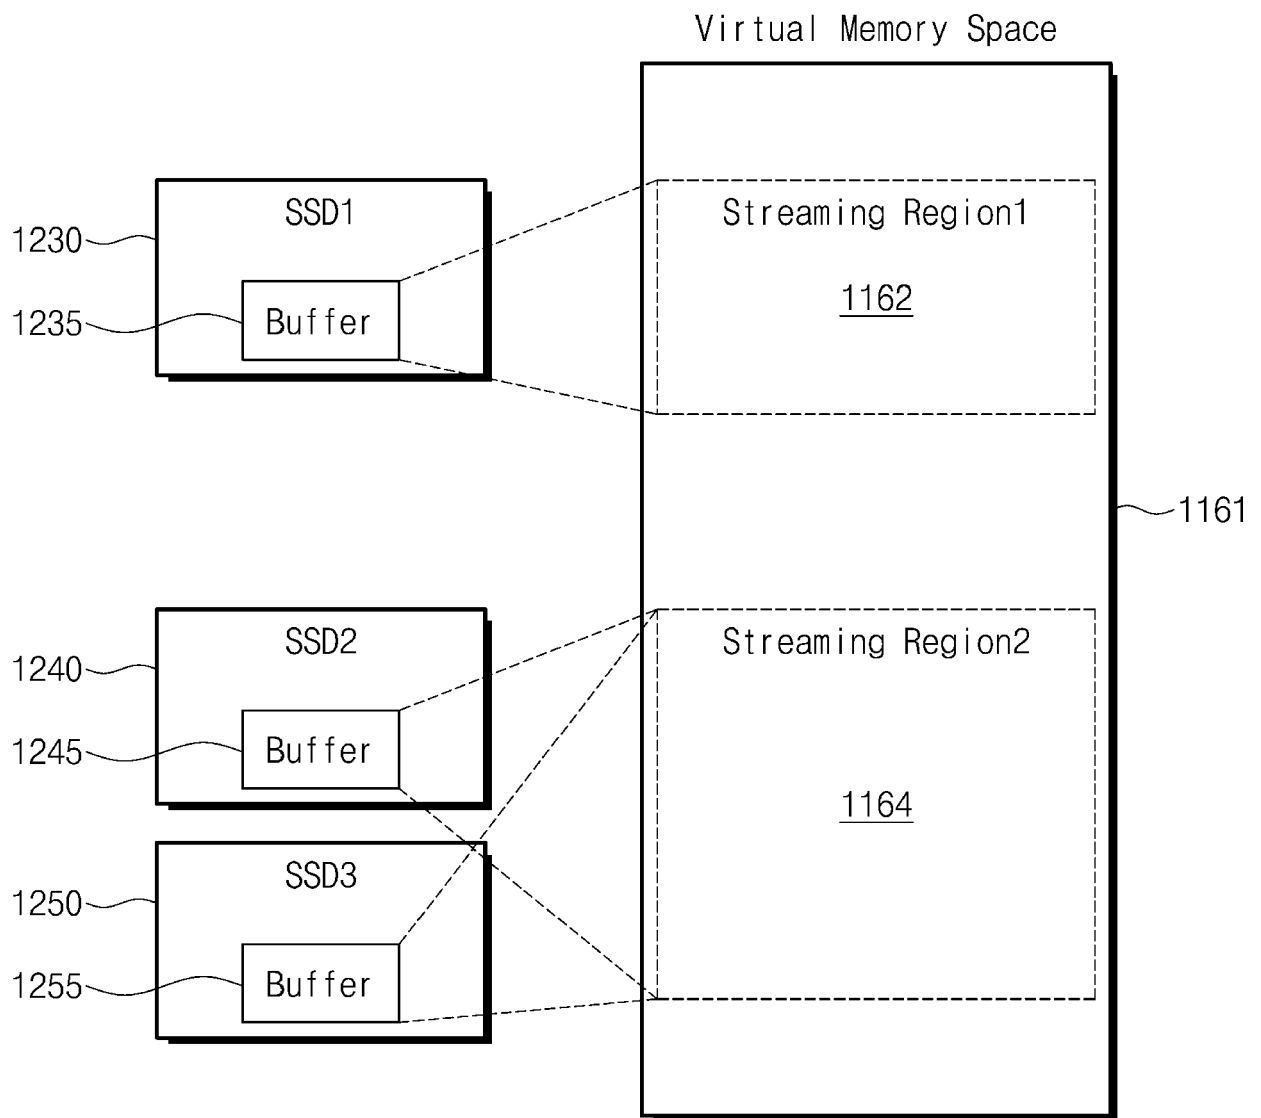 Virtual Memory Space
SSD1
1230
Buffer
1235
Streaming Region1
1162
1161
SSD2
1240
Buffer
1245
Streaming Region2
1164
SSD3
1250
Buffer
1255